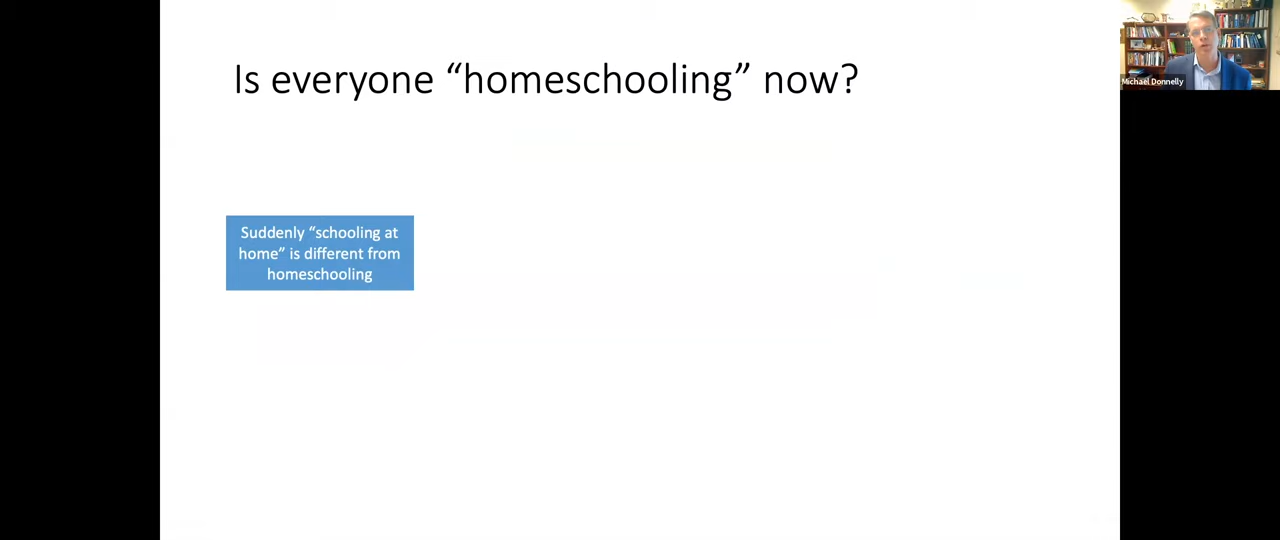 Is everyone “homeschooling” now?
Michael Donnelly
Suddenly “schooling at
home” is different from
homeschooling